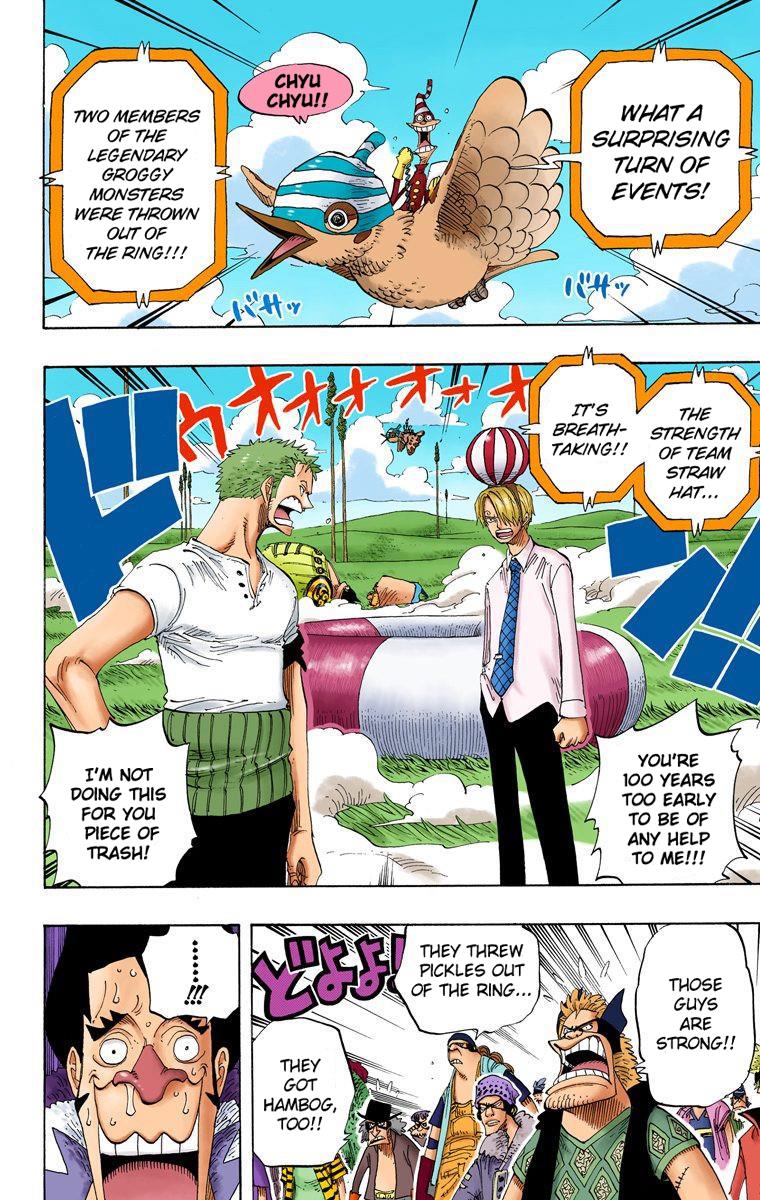 WHAT A
SURPRISING
TURN OF
EVENTS!
CHYU
CHYU!!
TWO MEMBERS
OF THE
LEGENDARY
GROGGY
MONSTERS
WERE THROWN
OUT OF
THE RING!!!
バサッ
バサッ
THE
STRENGTH
OF TEAM
STRAW
HAT...
IT'S
BREATH-
TAKING!!
ウオオオオォォ
ド
ン!!
YOU'RE
100 YEARS
TOO EARLY
TO BE OF
ANY HELP
TO ME!!!
I'M NOT
DOING THIS
FOR YOU
PIECE OF
TRASH!
THOSE
GUYS
ARE
STRONG!!
THEY THREW
PICKLES OUT
OF THE RING...
どよよ!
THEY
GOT
HAMBOG,
TOO!!
.........!!!